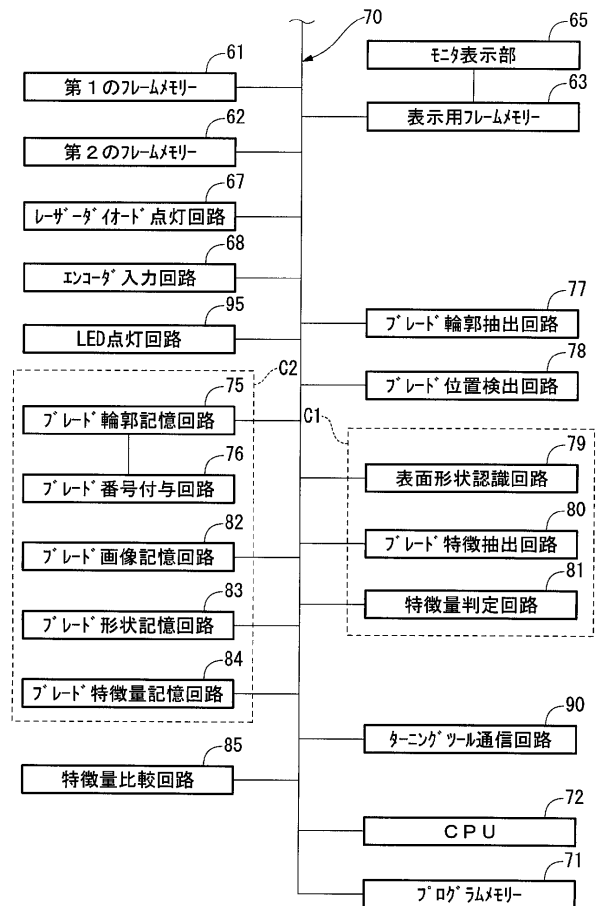 70
65
モニタ表示部
61
第1のフレームメモリー
63
表示用フレームメモリー
62
第2のフレームメモリー
67
レーザーダイオード点灯回路
68
エンコーダ入力回路
95
LED点灯回路
77
ブレード輪郭抽出回路
78
ブレード位置検出回路
C2
75
ブレード輪郭記憶回路
C1
76
ブレード番号付与回路
79
表面形状認識回路
82
ブレード画像記憶回路
80
ブレード特徴抽出回路
83
ブレード形状記憶回路
81
特徴量判定回路
84
ブレード特徴量記憶回路
90
ターニングツール通信回路
85
特徴量比較回路
72
CPU
71
プログラムメモリー